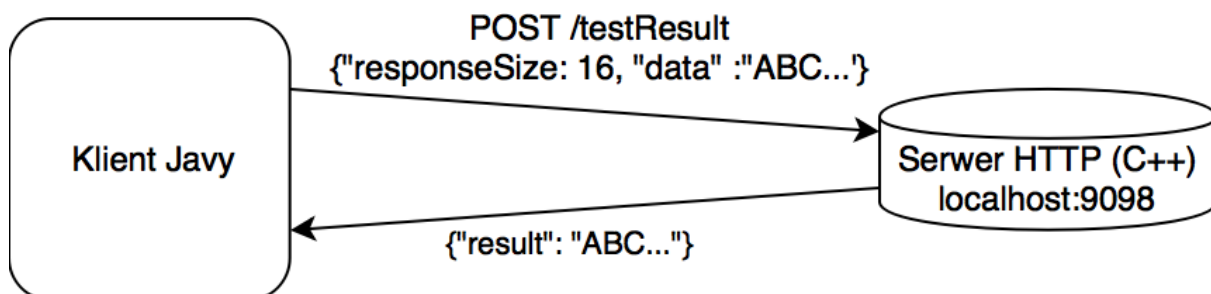 POST /testResult
{"responseSize: 16, "data" :"ABC...'}
Klient Javy
Serwer HTTP (C++)
localhost:9098
{"result": "ABC..."}